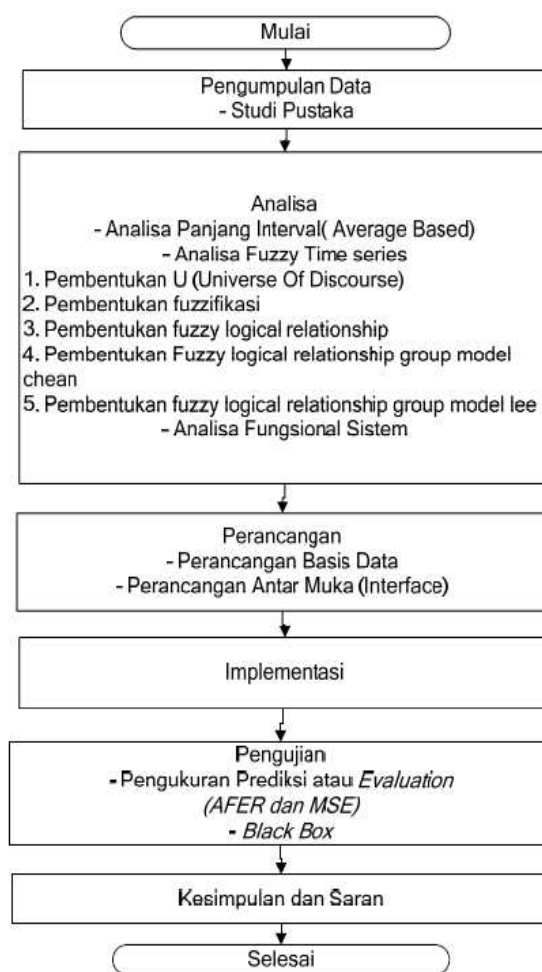 Mulai
Pengumpulan Data
- Studi Pustaka
Analisa
- Analisa Panjang Interval( Average Based)
- Analisa Fuzzy Time series
1. Pembentukan U (Universe Of Discourse)
2. Pembentukan fuzzifikasi
3. Pembentukan fuzzy logical relationship
4. Pembentukan Fuzzy logical relationship group model
chean
5. Pembentukan fuzzy logical relationship group model lee
- Analisa Fungsional Sistem
Perancangan
- Perancangan Basis Data
- Perancangan Antar Muka (Interface)
Implementasi
Pengujian
- Pengukuran Prediksi atau Evaluation
(AFER dan MSE)
- Black Box
Kesimpulan dan Saran
Selesai